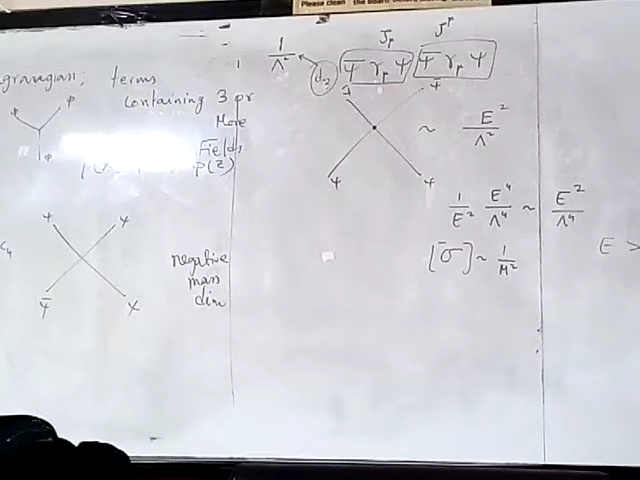 Please clean the board
grangian; terms
containing 3 or
More
Fields
φ φ
φ
ψ ψ
ψ̄ χ
C₄
negative
mass
dim
J_μ J^μ
1/Λ² d₂ ψ̄ γ_μ ψ ψ̄ γ_μ ψ
~ E²/Λ²
ψ ψ
1/E² E⁴/Λ⁴ ~ E²/Λ⁴
[σ̄] ~ 1/M²
E >